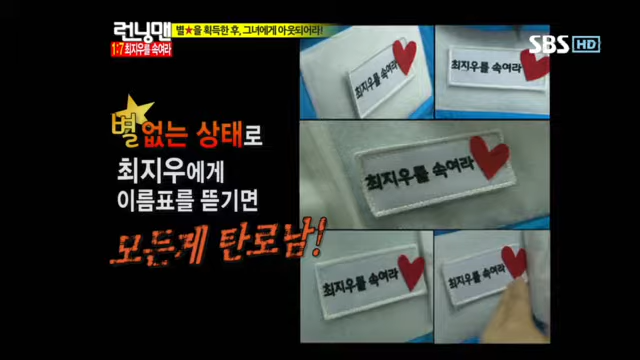 런닝맨
1:7 최지우를 속여라
별★을 획득한 후, 그녀에게 아웃되어라!
SBS HD
별 없는 상태로
최지우에게
이름표를 뜯기면
모든게 탄로남!
최지우를 속여라
최지우를 속여라
최지우를 속여라
최지우를 속여라
최지우를 속여라